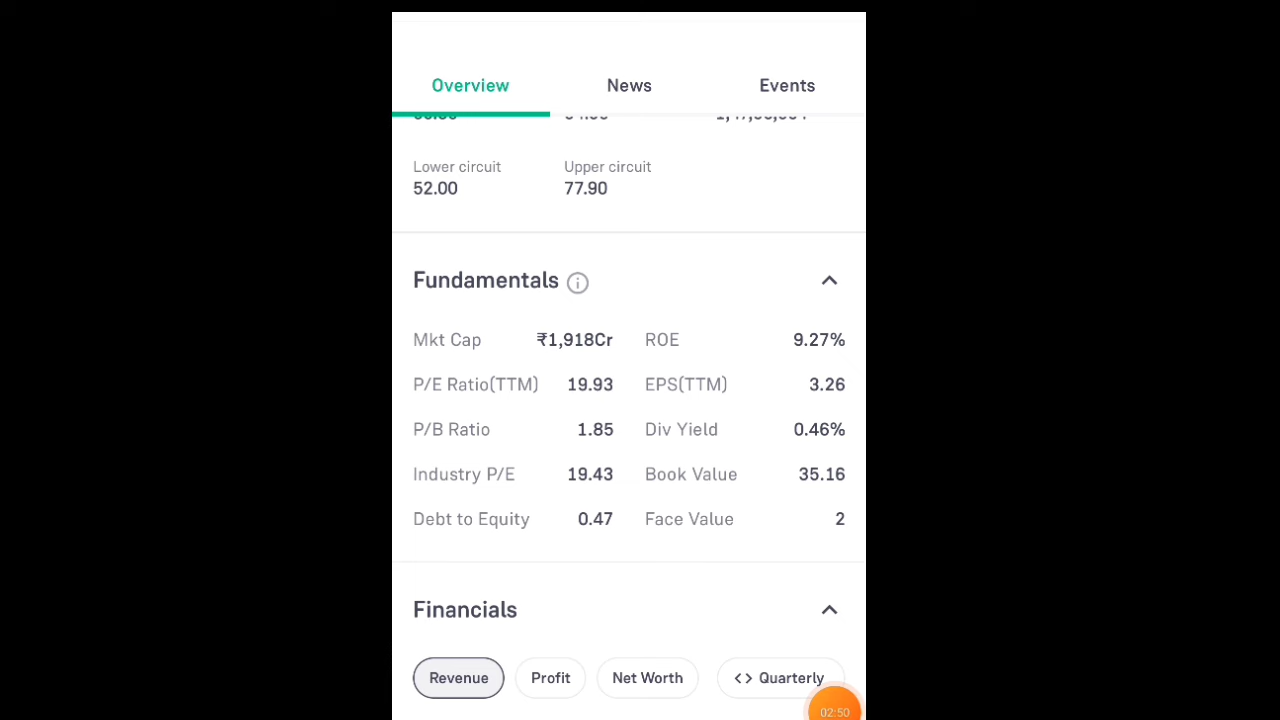 Overview News Events
Lower circuit Upper circuit
52.00 77.90
Fundamentals
Mkt Cap ₹1,918Cr ROE 9.27%
P/E Ratio(TTM) 19.93 EPS(TTM) 3.26
P/B Ratio 1.85 Div Yield 0.46%
Industry P/E 19.43 Book Value 35.16
Debt to Equity 0.47 Face Value 2
Financials
Revenue Profit Net Worth <> Quarterly
02:50